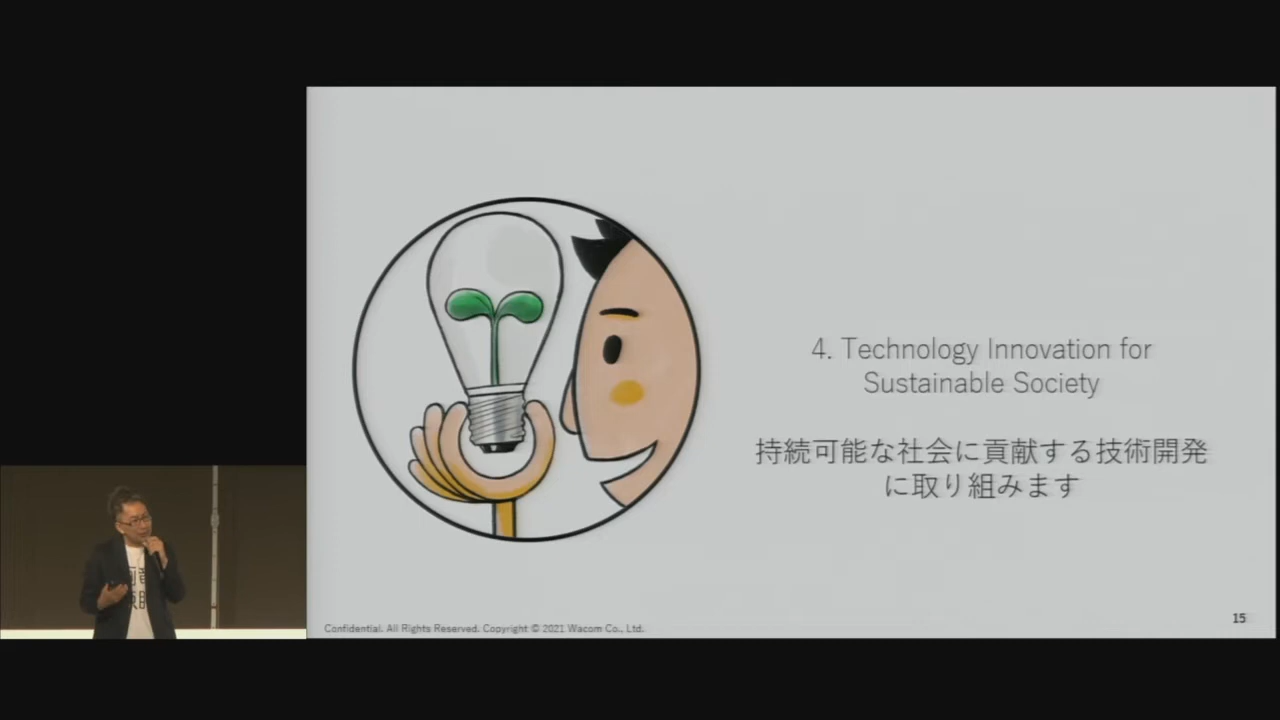 4. Technology Innovation for
Sustainable Society
持続可能な社会に貢献する技術開発
に取り組みます
Confidential. All Rights Reserved. Copyright © 2021 Wacom Co., Ltd.
15